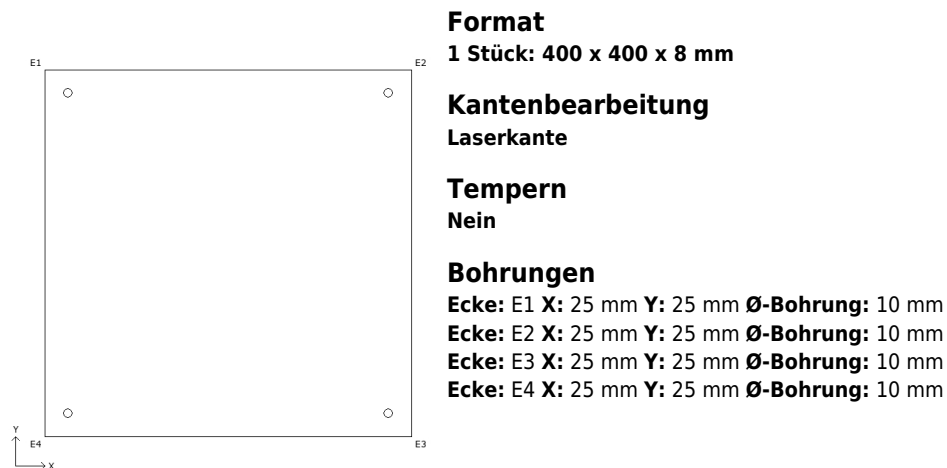 E1
E2
E4
E3
Y
X
Format
1 Stück: 400 x 400 x 8 mm
Kantenbearbeitung
Laserkante
Tempern
Nein
Bohrungen
Ecke: E1 X: 25 mm Y: 25 mm Ø-Bohrung: 10 mm
Ecke: E2 X: 25 mm Y: 25 mm Ø-Bohrung: 10 mm
Ecke: E3 X: 25 mm Y: 25 mm Ø-Bohrung: 10 mm
Ecke: E4 X: 25 mm Y: 25 mm Ø-Bohrung: 10 mm